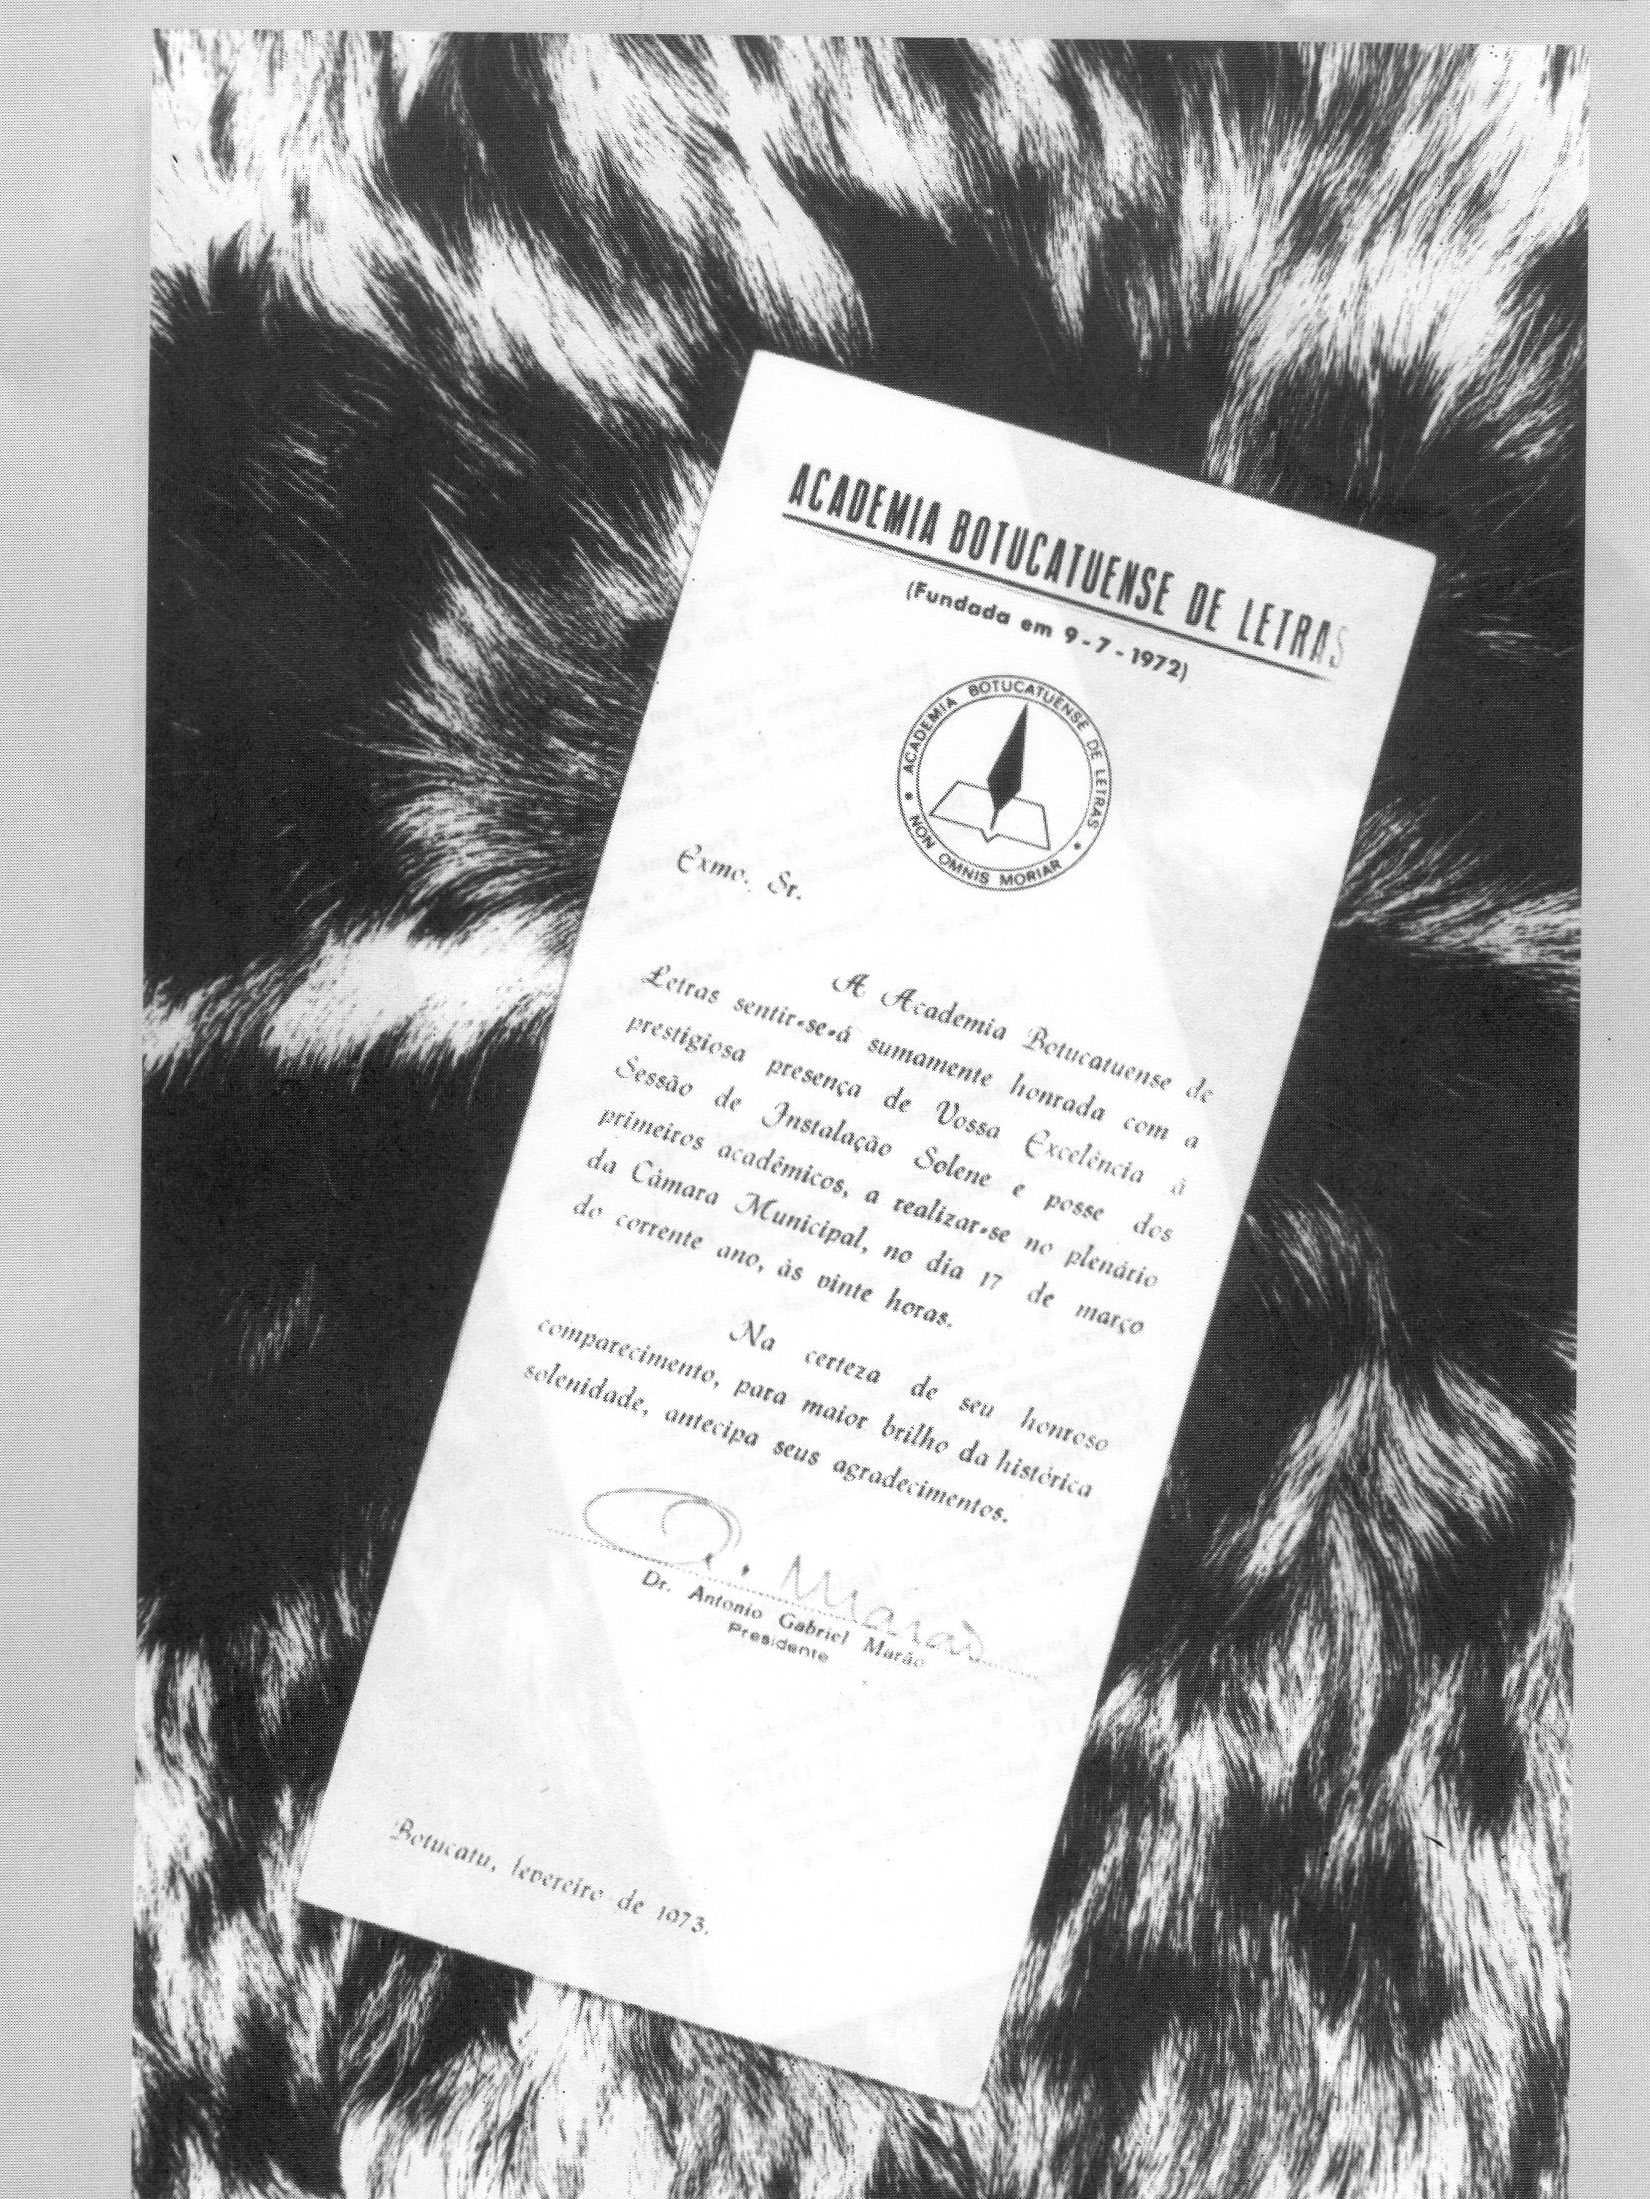 ACADEMIA BOTUCATUENSE DE LETRAS
(Fundada em 9-7-1972)
ACADEMIA BOTUCATUENSE DE LETRAS
NON OMNIS MORIAR
Exmo. Sr.
A Academia Botucatuense de
Letras sentir-se-á sumamente honrada com a
prestigiosa presença de Vossa Excelência à
Sessão de Instalação Solene e posse dos
primeiros acadêmicos, a realizar-se no plenário
da Câmara Municipal, no dia 17 de março
do corrente ano, às vinte horas.
Na certeza de seu honroso
comparecimento, para maior brilho da histórica
solenidade, antecipa seus agradecimentos.
A. Marão
Dr. Antonio Gabriel Marão
Presidente
Botucatu, fevereiro de 1973.